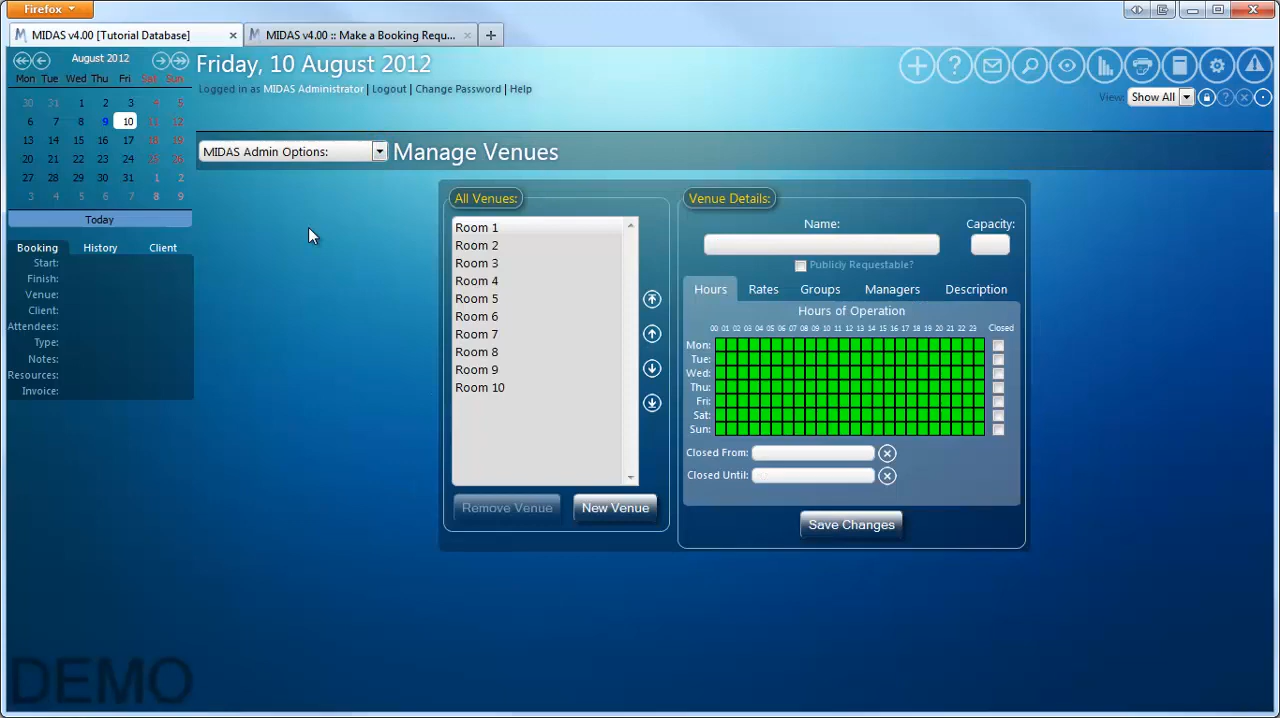 Firefox
MIDAS v4.00 [Tutorial Database]
MIDAS v4.00 :: Make a Booking Requ...
August 2012
Mon Tue Wed Thu Fri Sat Sun
30 31 1 2 3 4 5
6 7 8 9 10 11 12
13 14 15 16 17 18 19
20 21 22 23 24 25 26
27 28 29 30 31 1 2
3 4 5 6 7 8 9
Today
Friday, 10 August 2012
Logged in as MIDAS Administrator | Logout | Change Password | Help
View: Show All
MIDAS Admin Options:
Manage Venues
Booking History Client
Start:
Finish:
Venue:
Client:
Attendees:
Type:
Notes:
Resources:
Invoice:
All Venues:
Room 1
Room 2
Room 3
Room 4
Room 5
Room 6
Room 7
Room 8
Room 9
Room 10
Remove Venue
New Venue
Venue Details:
Name:
Capacity:
Publicly Requestable?
Hours Rates Groups Managers Description
Hours of Operation
00 01 02 03 04 05 06 07 08 09 10 11 12 13 14 15 16 17 18 19 20 21 22 23 Closed
Mon:
Tue:
Wed:
Thu:
Fri:
Sat:
Sun:
Closed From:
Closed Until:
Save Changes
DEMO